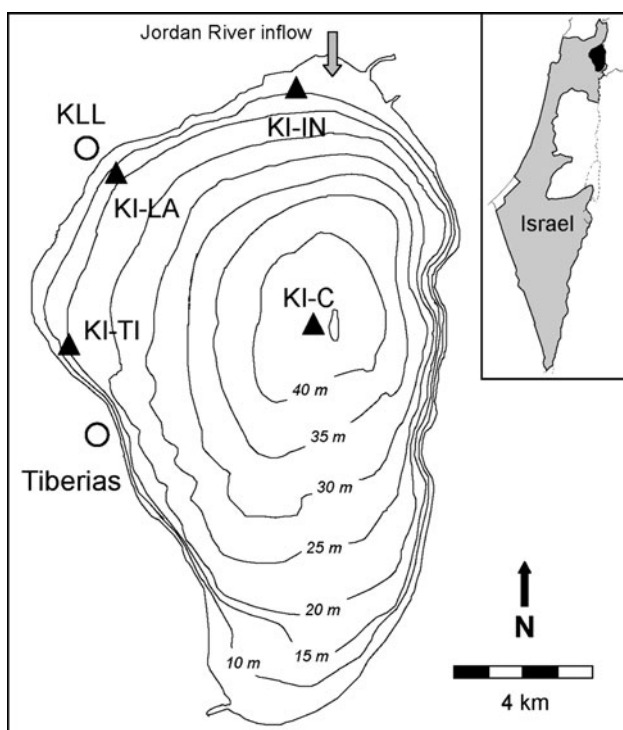 Jordan River inflow
KLL
KI-IN
KI-LA
Israel
KI-C
KI-TI
40 m
35 m
Tiberias
30 m
25 m
20 m
15 m
10 m
N
4 km